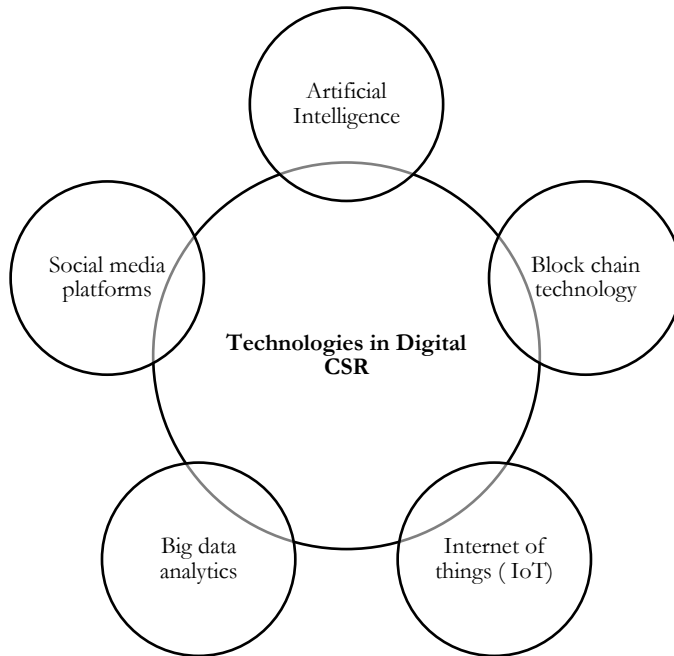 Artificial
Intelligence
Social media
platforms
Block chain
technology
Technologies in Digital
CSR
Big data
analytics
Internet of
things ( IoT)